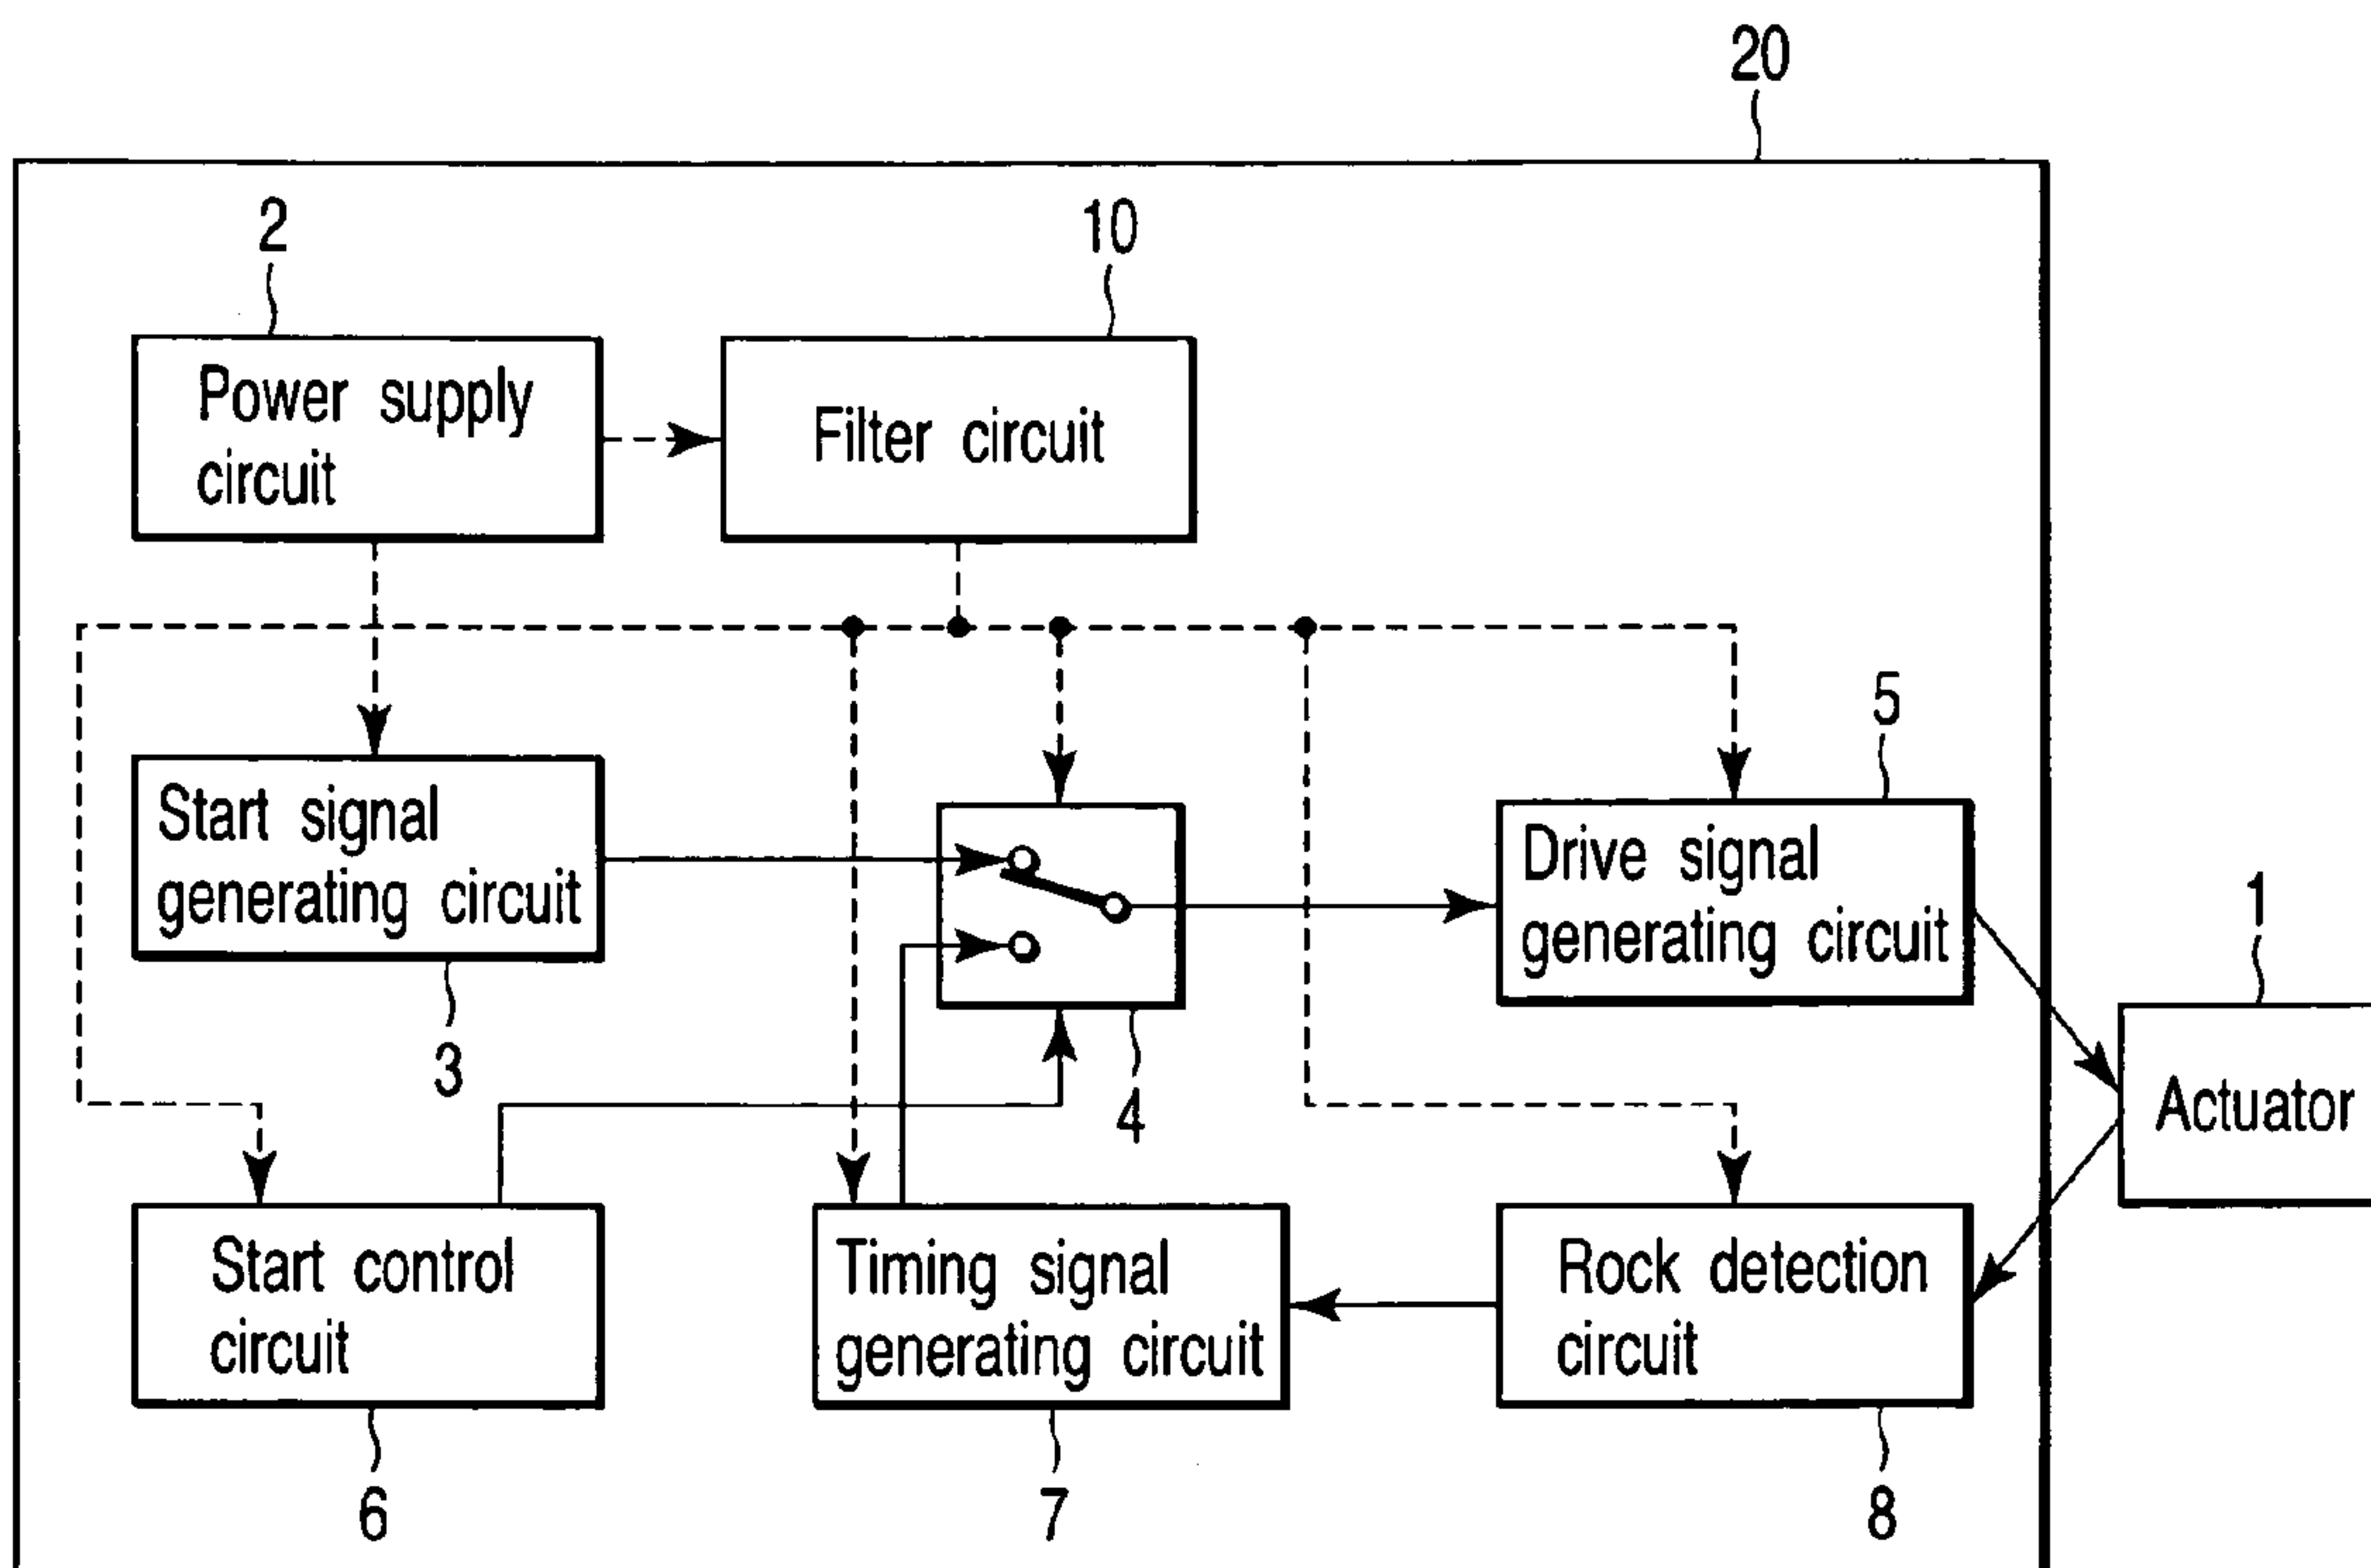 20
2
10
Power supply
circuit
Filter circuit
5
Start signal
generating circuit
Drive signal
generating circuit
1
3
4
Actuator
Start control
circuit
Timing signal
generating circuit
Rock detection
circuit
6
7
8